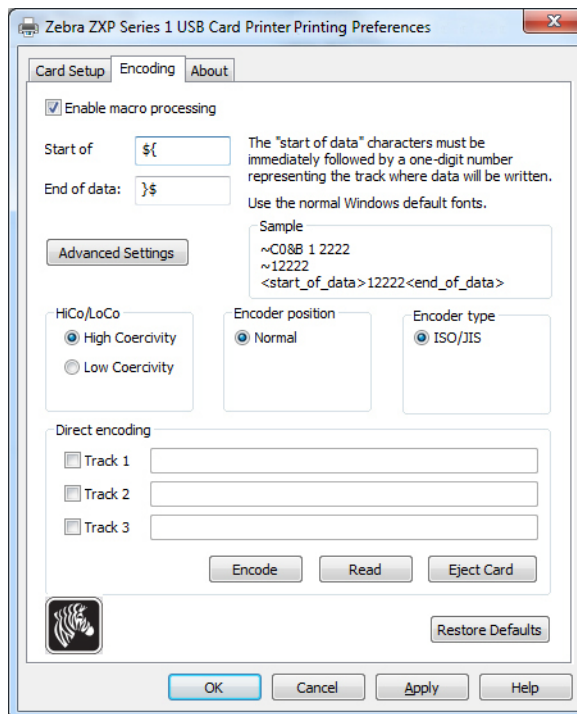 Zebra ZXP Series 1 USB Card Printer Printing Preferences
Card Setup Encoding About
Enable macro processing
Start of ${
The "start of data" characters must be
immediately followed by a one-digit number
representing the track where data will be written.
End of data: }$
Use the normal Windows default fonts.
Advanced Settings
Sample
~C0&B 1 2222
~12222
<start_of_data>12222<end_of_data>
HiCo/LoCo
High Coercivity
Low Coercivity
Encoder position
Normal
Encoder type
ISO/JIS
Direct encoding
Track 1
Track 2
Track 3
Encode Read Eject Card
Restore Defaults
OK Cancel Apply Help